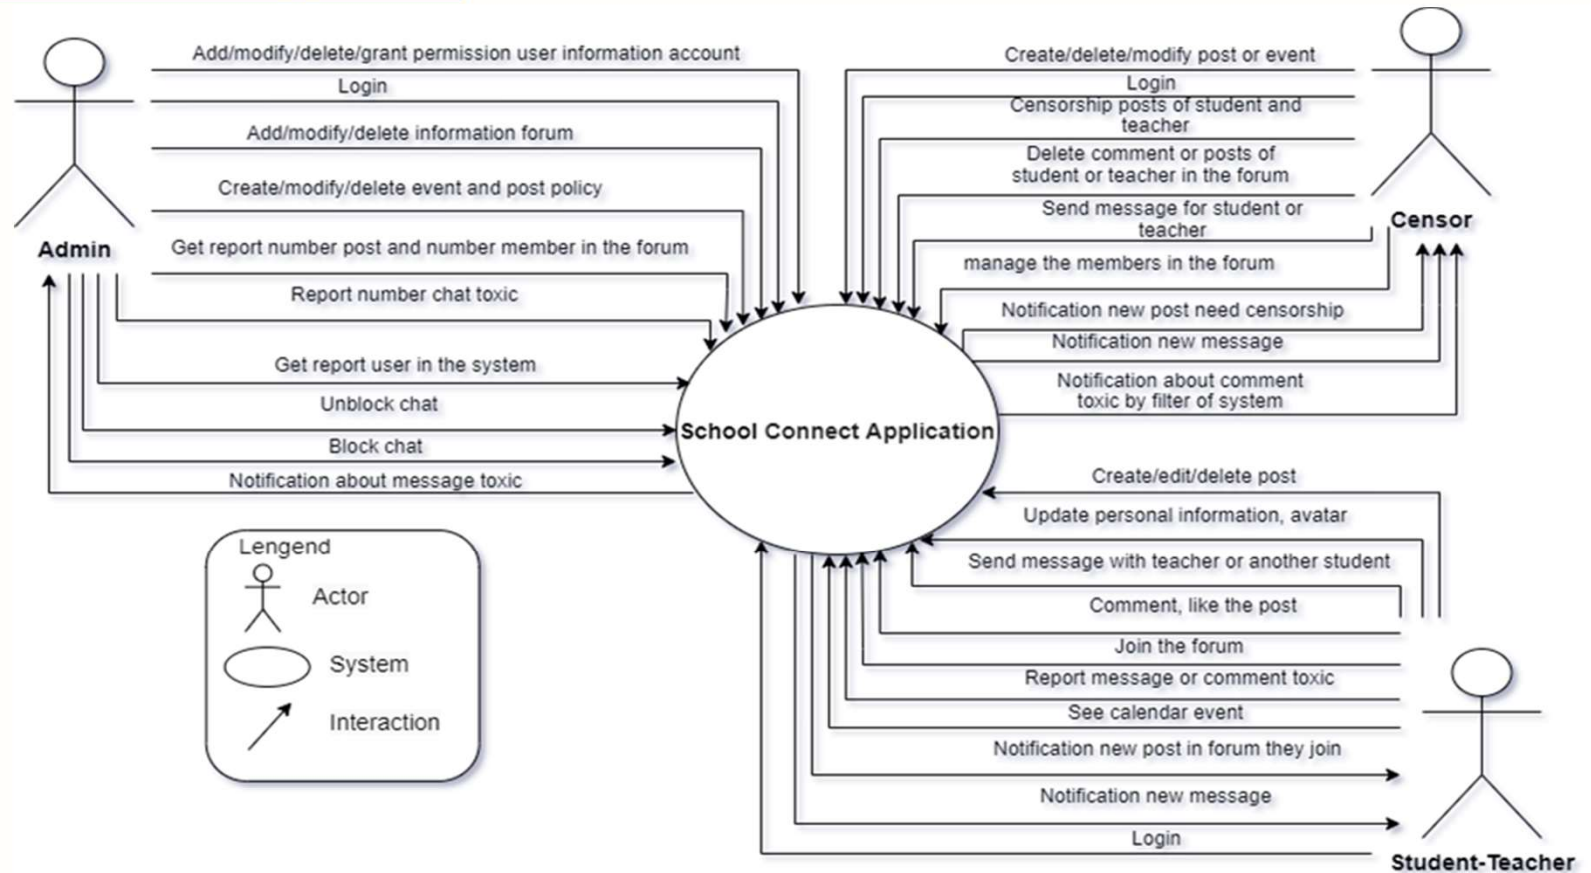 Add/modify/delete/grant permission user information account
Login
Add/modify/delete information forum
Create/modify/delete event and post policy
Admin
Get report number post and number member in the forum
Report number chat toxic
Get report user in the system
Unblock chat
Block chat
Notification about message toxic
Create/delete/modify post or event
Login
Censorship posts of student and
teacher
Delete comment or posts of
student or teacher in the forum
Send message for student or
teacher
Censor
manage the members in the forum
Notification new post need censorship
Notification new message
Notification about comment
toxic by filter of system
School Connect Application
Create/edit/delete post
Update personal information, avatar
Send message with teacher or another student
Comment, like the post
Join the forum
Report message or comment toxic
See calendar event
Notification new post in forum they join
Notification new message
Login
Student-Teacher
Lengend
Actor
System
Interaction